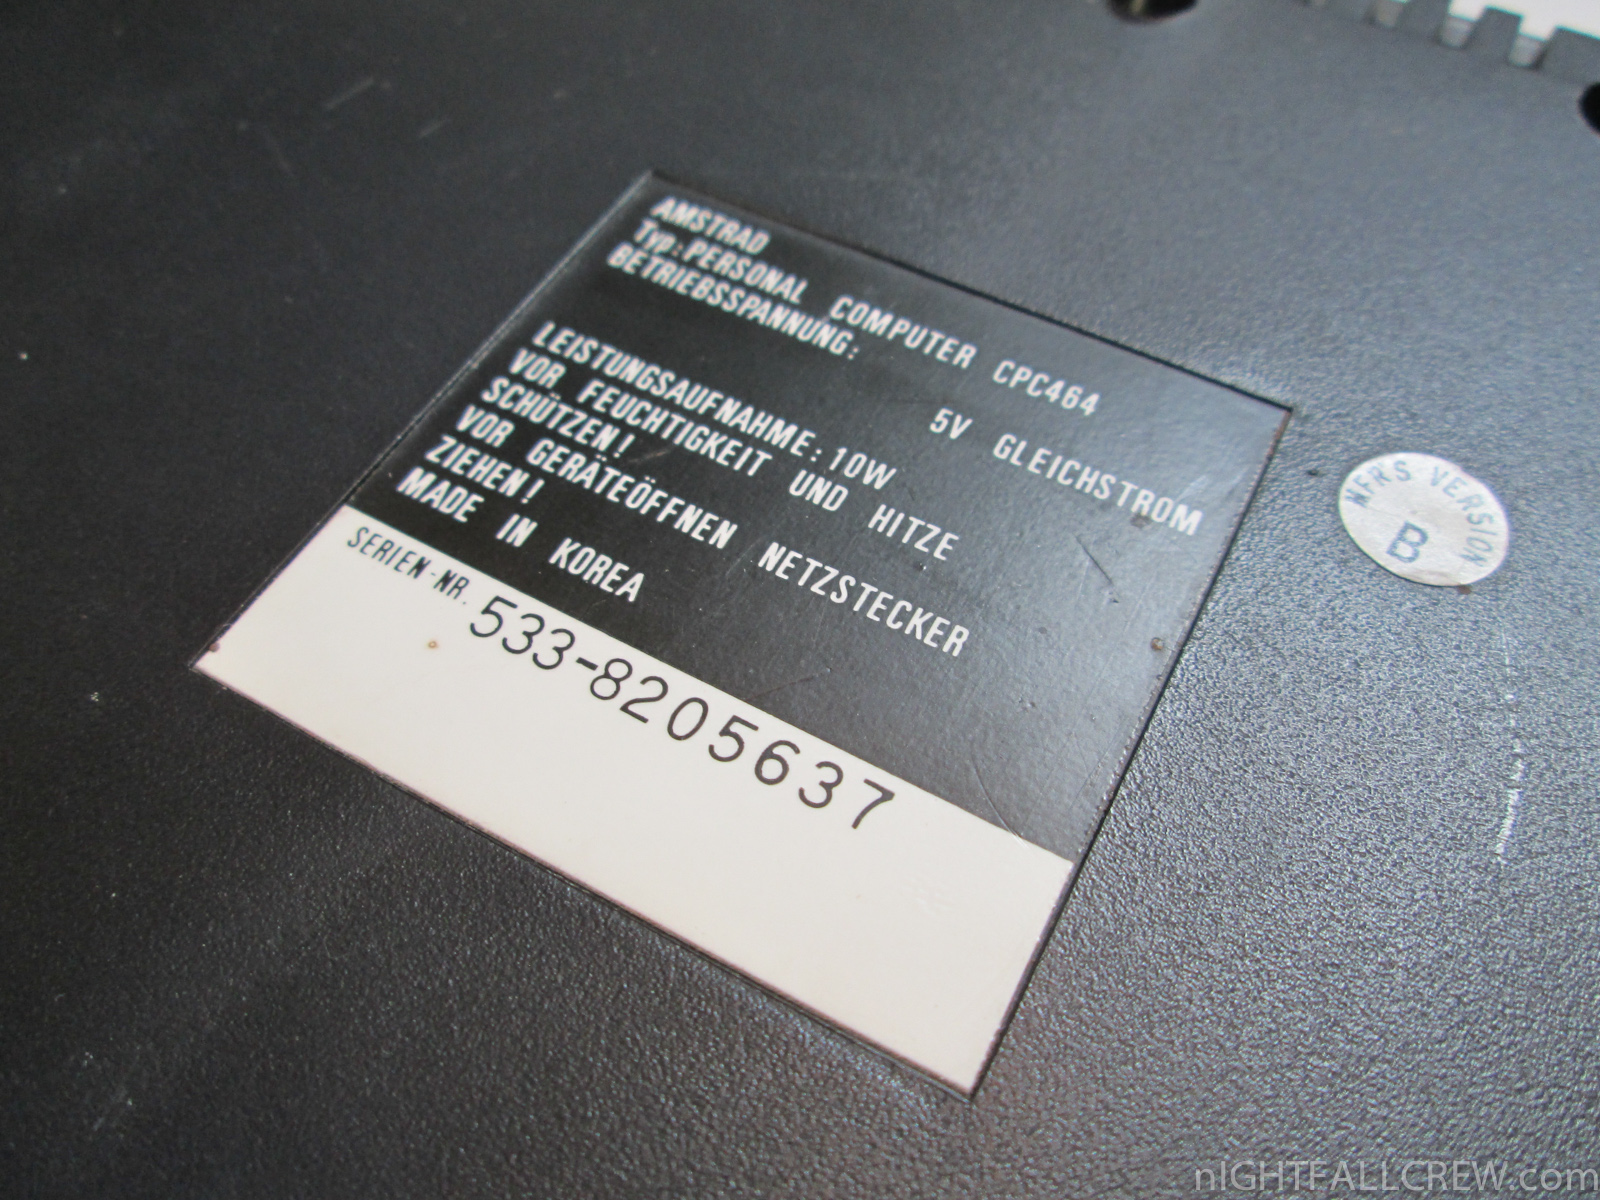 AMSTRAD
Typ: PERSONAL COMPUTER CPC464
BETRIEBSSPANNUNG:
5V GLEICHSTROM
LEISTUNGSAUFNAHME: 10W
VOR FEUCHTIGKEIT UND HITZE
SCHÜTZEN!
VOR GERÄTEÖFFNEN NETZSTECKER
ZIEHEN!
MADE IN KOREA
SERIEN-NR. 533-8205637
MFRS VERSION
B
nIGHTFALLCREW.com